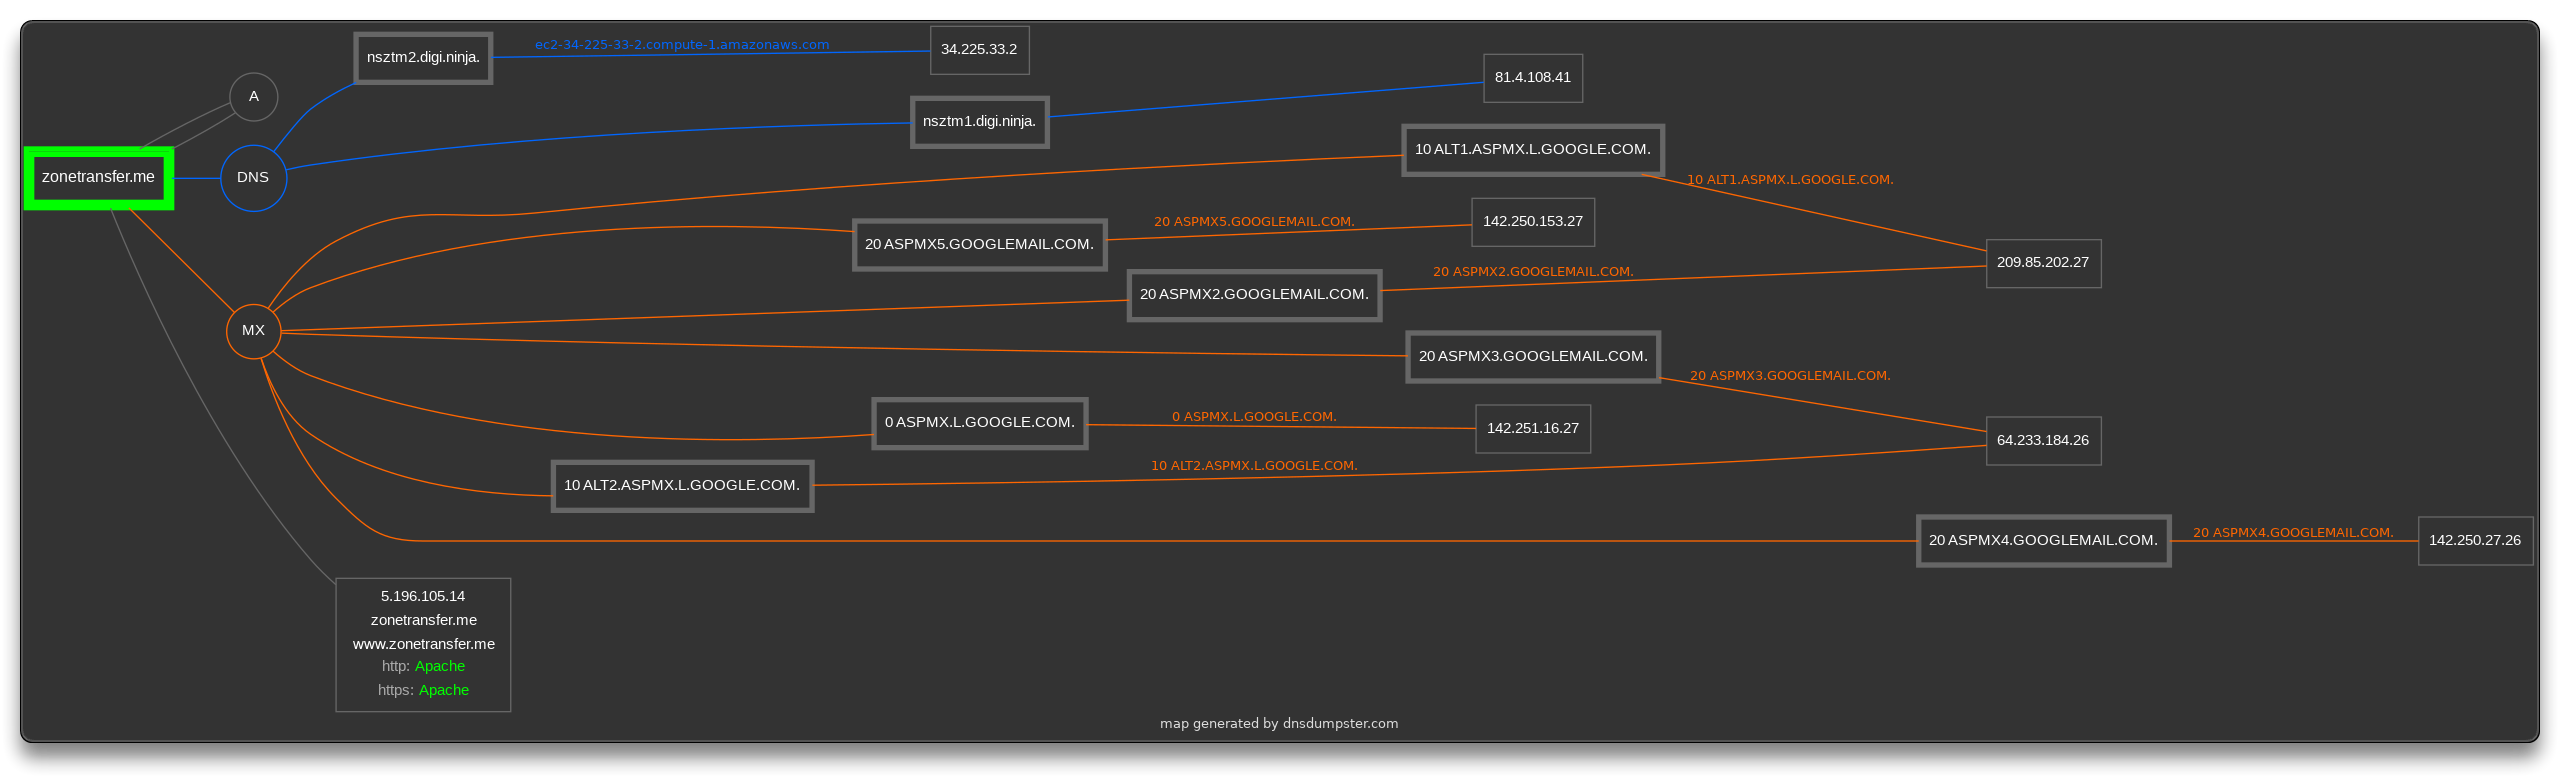 nsztm2.digi.ninja.
ec2-34-225-33-2.compute-1.amazonaws.com
34.225.33.2
81.4.108.41
A
nsztm1.digi.ninja.
10 ALT1.ASPMX.L.GOOGLE.COM.
zonetransfer.me
DNS
10 ALT1.ASPMX.L.GOOGLE.COM.
20 ASPMX5.GOOGLEMAIL.COM.
20 ASPMX5.GOOGLEMAIL.COM.
142.250.153.27
209.85.202.27
20 ASPMX2.GOOGLEMAIL.COM.
20 ASPMX2.GOOGLEMAIL.COM.
MX
20 ASPMX3.GOOGLEMAIL.COM.
20 ASPMX3.GOOGLEMAIL.COM.
0 ASPMX.L.GOOGLE.COM.
0 ASPMX.L.GOOGLE.COM.
142.251.16.27
64.233.184.26
10 ALT2.ASPMX.L.GOOGLE.COM.
10 ALT2.ASPMX.L.GOOGLE.COM.
20 ASPMX4.GOOGLEMAIL.COM.
20 ASPMX4.GOOGLEMAIL.COM.
142.250.27.26
5.196.105.14
zonetransfer.me
www.zonetransfer.me
http: Apache
https: Apache
map generated by dnsdumpster.com